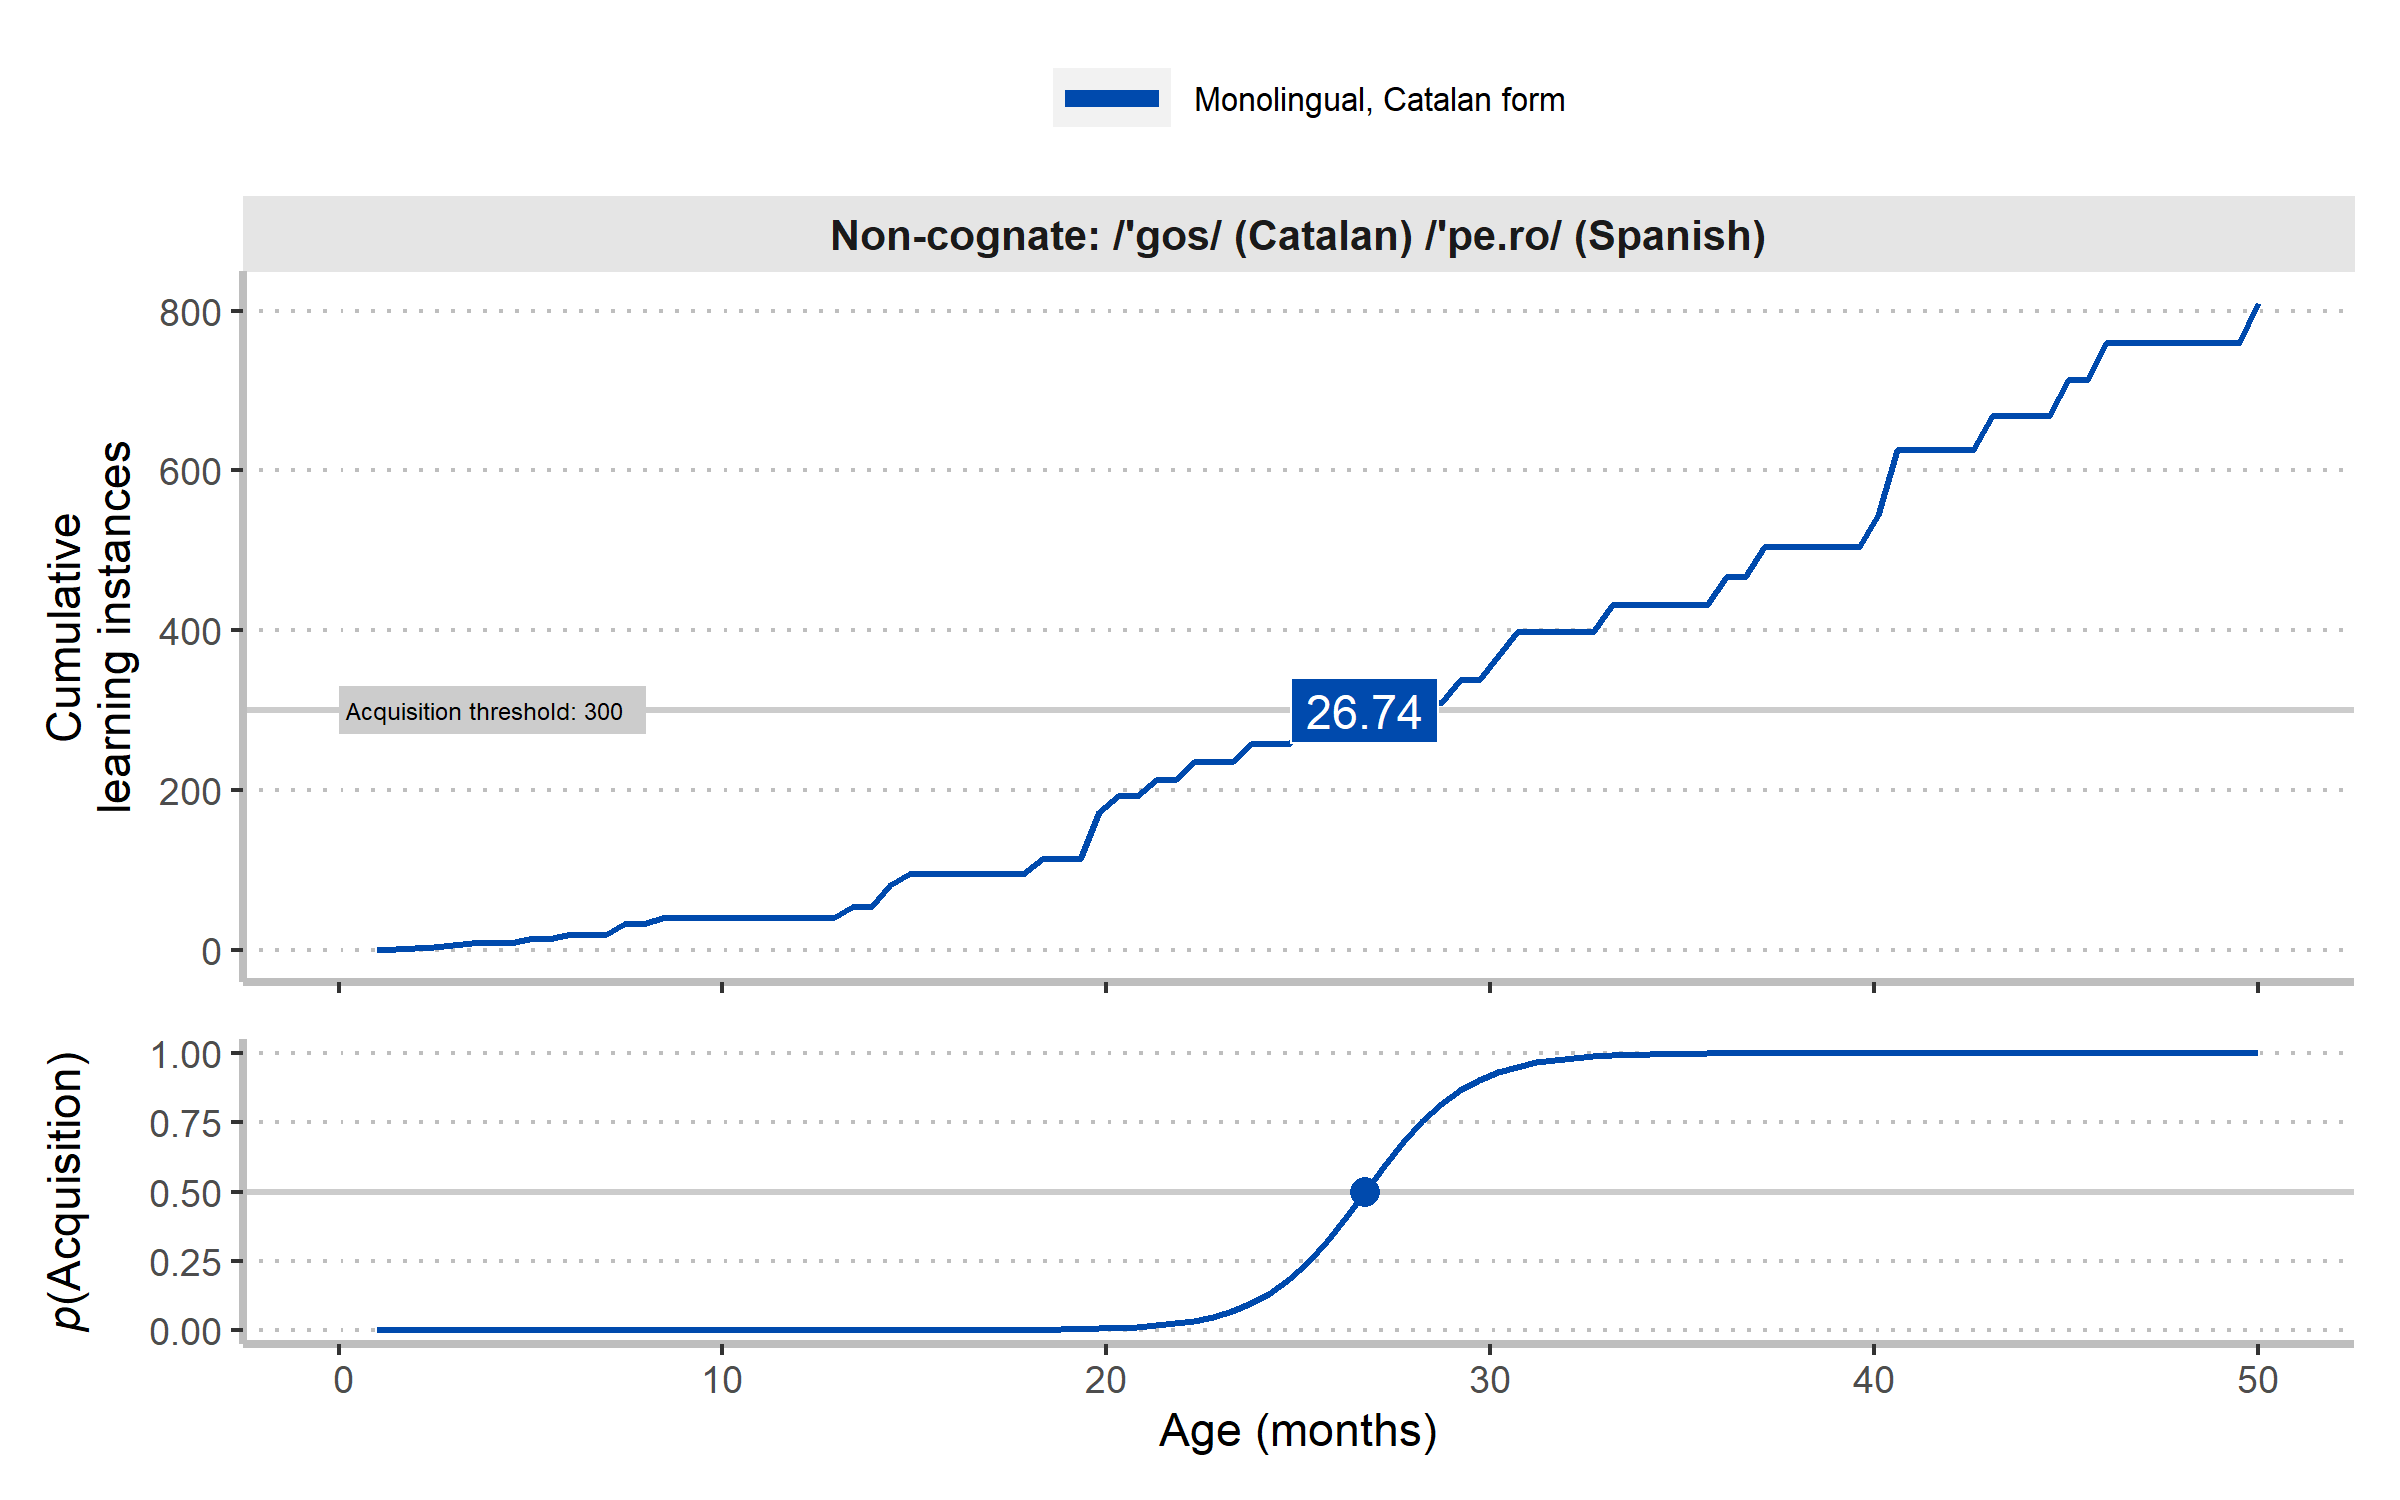 Monolingual, Catalan form
Non-cognate: /'gos/ (Catalan) /'pe.ro/ (Spanish)
Cumulative
learning instances
800
600
400
200
0
Acquisition threshold: 300
26.74
p(Acquisition)
1.00
0.75
0.50
0.25
0.00
0 10 20 30 40 50
Age (months)